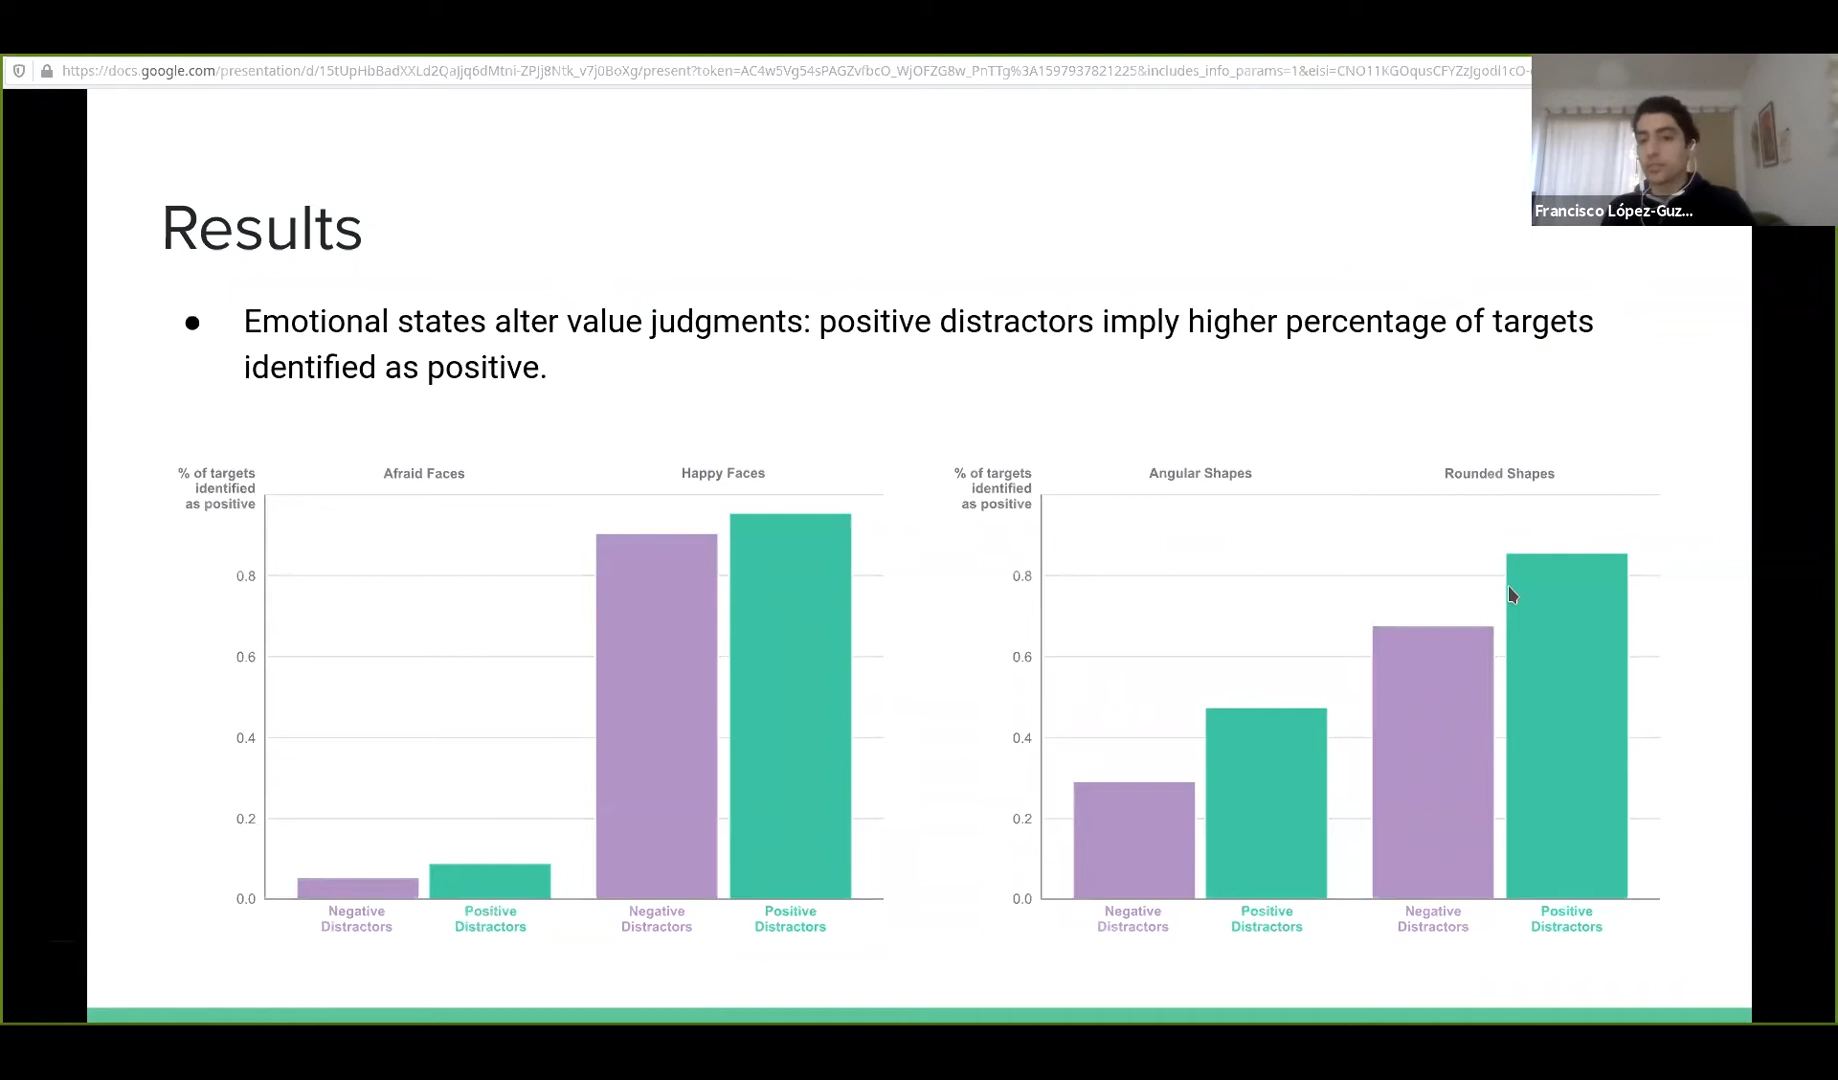 https://docs.google.com/presentation/d/15tUpHbBadXXLd2QaJjq6dMtni-ZPJj8Ntk_v7j0BoXg/present?token=AC4w5Vg54sPAGZvfbcO_WjOFZG8w_PnTTg%3A1597937821225&includes_info_params=1&eisi=CNO11KGOqusCFYZzJgodI1cO-
Francisco López-Guz...
Results
● Emotional states alter value judgments: positive distractors imply higher percentage of targets
identified as positive.
% of targets
identified
as positive
Afraid Faces
Happy Faces
0.8
0.6
0.4
0.2
0.0
Negative
Distractors
Positive
Distractors
Negative
Distractors
Positive
Distractors
% of targets
identified
as positive
Angular Shapes
Rounded Shapes
0.8
0.6
0.4
0.2
0.0
Negative
Distractors
Positive
Distractors
Negative
Distractors
Positive
Distractors